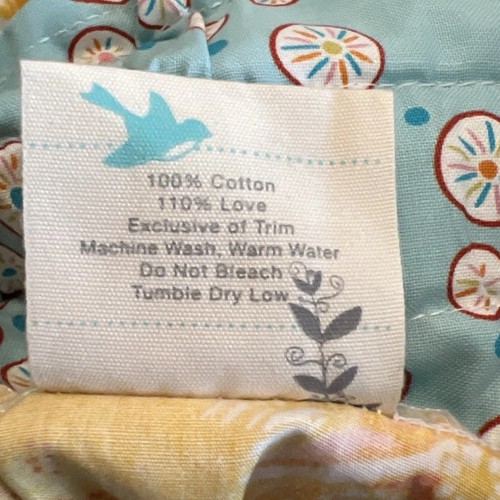 100% Cotton
110% Love
Exclusive of Trim
Machine Wash, Warm Water
Do Not Bleach
Tumble Dry Low